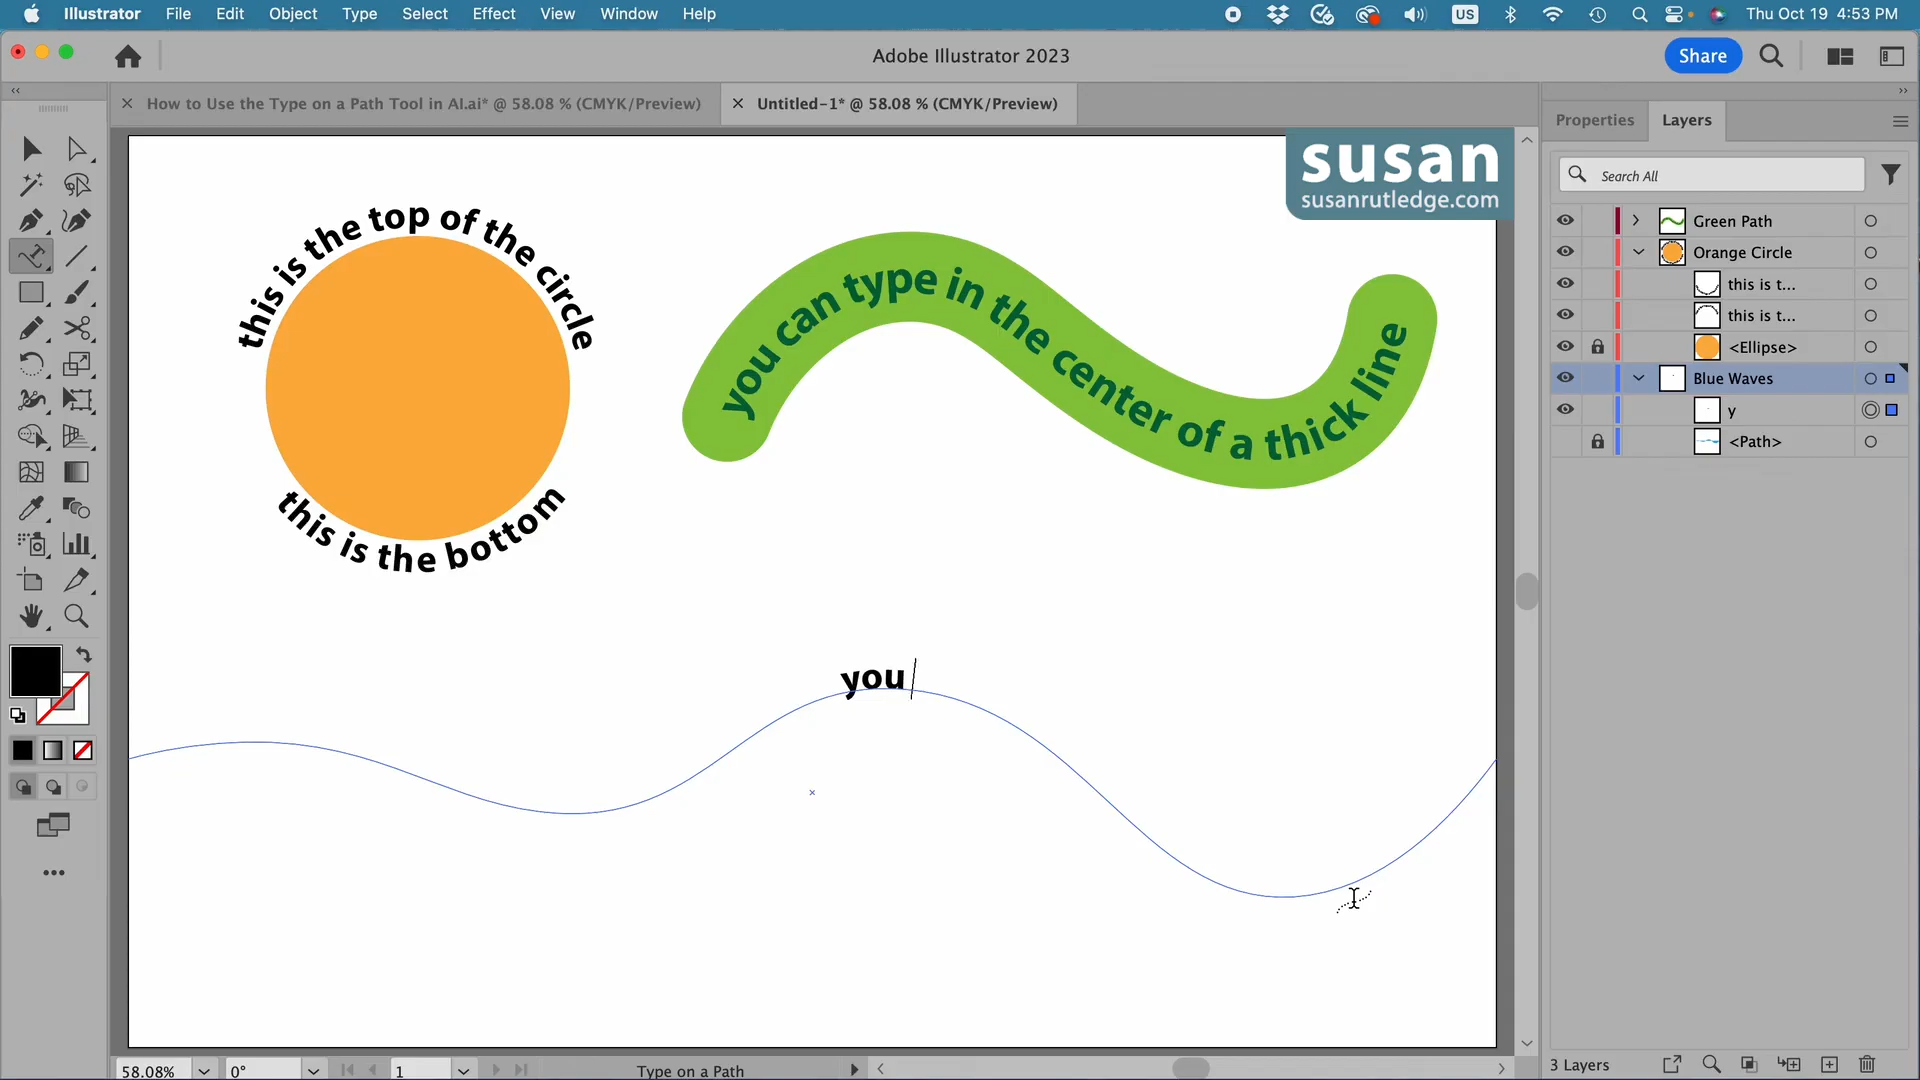 Illustrator File Edit Object Type Select Effect View Window Help US Thu Oct 19 4:53 PM
Adobe Illustrator 2023
Share
How to Use the Type on a Path Tool in AI.ai* @ 58.08 % (CMYK/Preview)
Untitled-1* @ 58.08 % (CMYK/Preview)
Properties Layers
susan
susanrutledge.com
Search All
this is the top of the circle
you can type in the center of a thick line
this is the bottom
you
Green Path
Orange Circle
this is t...
this is t...
<Ellipse>
Blue Waves
y
<Path>
58.08% 0° 1 Type on a Path
3 Layers